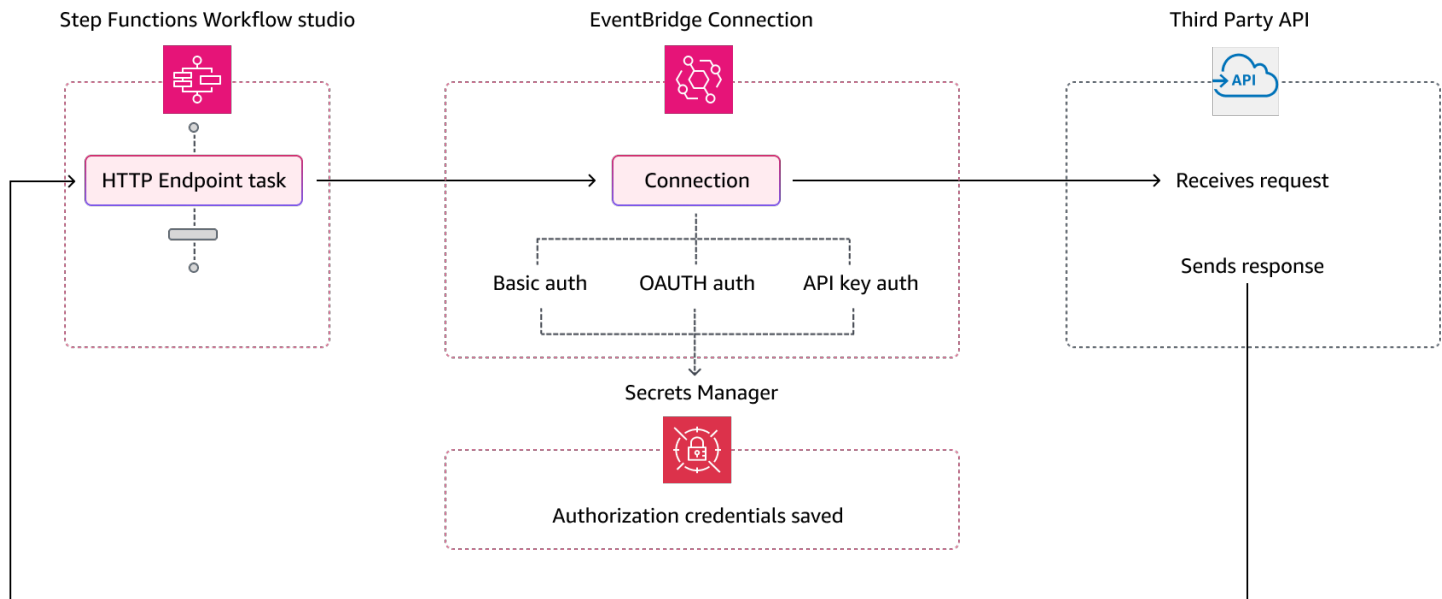 Step Functions Workflow studio
EventBridge Connection
Third Party API
API
HTTP Endpoint task
Connection
Receives request
Basic auth
OAUTH auth
API key auth
Sends response
Secrets Manager
Authorization credentials saved